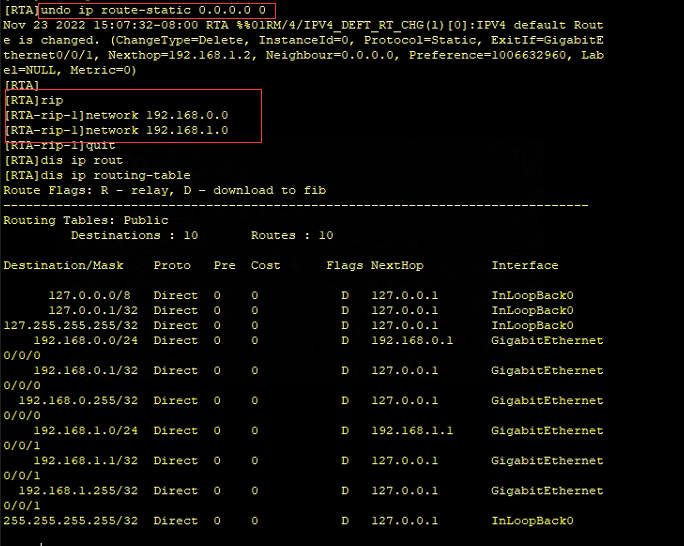 [RTA]undo ip route-static 0.0.0.0 0
Nov 23 2022 15:07:32-08:00 RTA %%01RM/4/IPV4_DEFT_RT_CHG(l)[0]:IPV4 default Rout
e is changed. (ChangeType=Delete, InstanceId=0, Protocol=Static, ExitIf=GigabitE
thernet0/0/1, Nexthop=192.168.1.2, Neighbour=0.0.0.0, Preference=1006632960, Lab
el=NULL, Metric=0)
[RTA]
[RTA]rip
[RTA-rip-1]network 192.168.0.0
[RTA-rip-1]network 192.168.1.0
[RTA-rip-1]quit
[RTA]dis ip rout
[RTA]dis ip routing-table
Route Flags: R - relay, D - download to fib
------------------------------------------------------------------------------
Routing Tables: Public
Destinations : 10 Routes : 10
Destination/Mask Proto Pre Cost Flags NextHop Interface
127.0.0.0/8 Direct 0 0 D 127.0.0.1 InLoopBack0
127.0.0.1/32 Direct 0 0 D 127.0.0.1 InLoopBack0
127.255.255.255/32 Direct 0 0 D 127.0.0.1 InLoopBack0
192.168.0.0/24 Direct 0 0 D 192.168.0.1 GigabitEthernet
0/0/0
192.168.0.1/32 Direct 0 0 D 127.0.0.1 GigabitEthernet
0/0/0
192.168.0.255/32 Direct 0 0 D 127.0.0.1 GigabitEthernet
0/0/0
192.168.1.0/24 Direct 0 0 D 192.168.1.1 GigabitEthernet
0/0/1
192.168.1.1/32 Direct 0 0 D 127.0.0.1 GigabitEthernet
0/0/1
192.168.1.255/32 Direct 0 0 D 127.0.0.1 GigabitEthernet
0/0/1
255.255.255.255/32 Direct 0 0 D 127.0.0.1 InLoopBack0